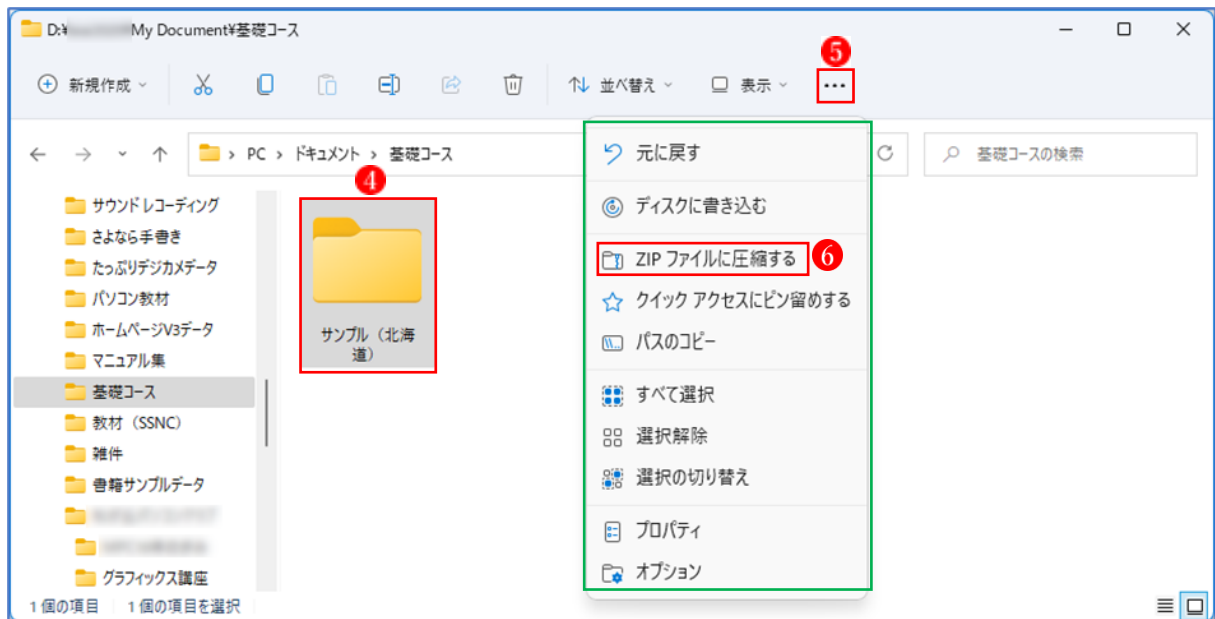 D:¥ My Document¥基礎コース
❺
新規作成 並べ替え 表示 •••
PC › ドキュメント › 基礎コース
基礎コースの検索
❹
サウンド レコーディング
さよなら手書き
たっぷりデジカメデータ
パソコン教材
ホームページV3データ
マニュアル集
基礎コース
教材（SSNC）
雑件
書籍サンプルデータ
グラフィックス講座
サンプル（北海
道）
元に戻す
ディスクに書き込む
ZIP ファイルに圧縮する ❻
クイック アクセスにピン留めする
パスのコピー
すべて選択
選択解除
選択の切り替え
プロパティ
オプション
1 個の項目 1 個の項目を選択